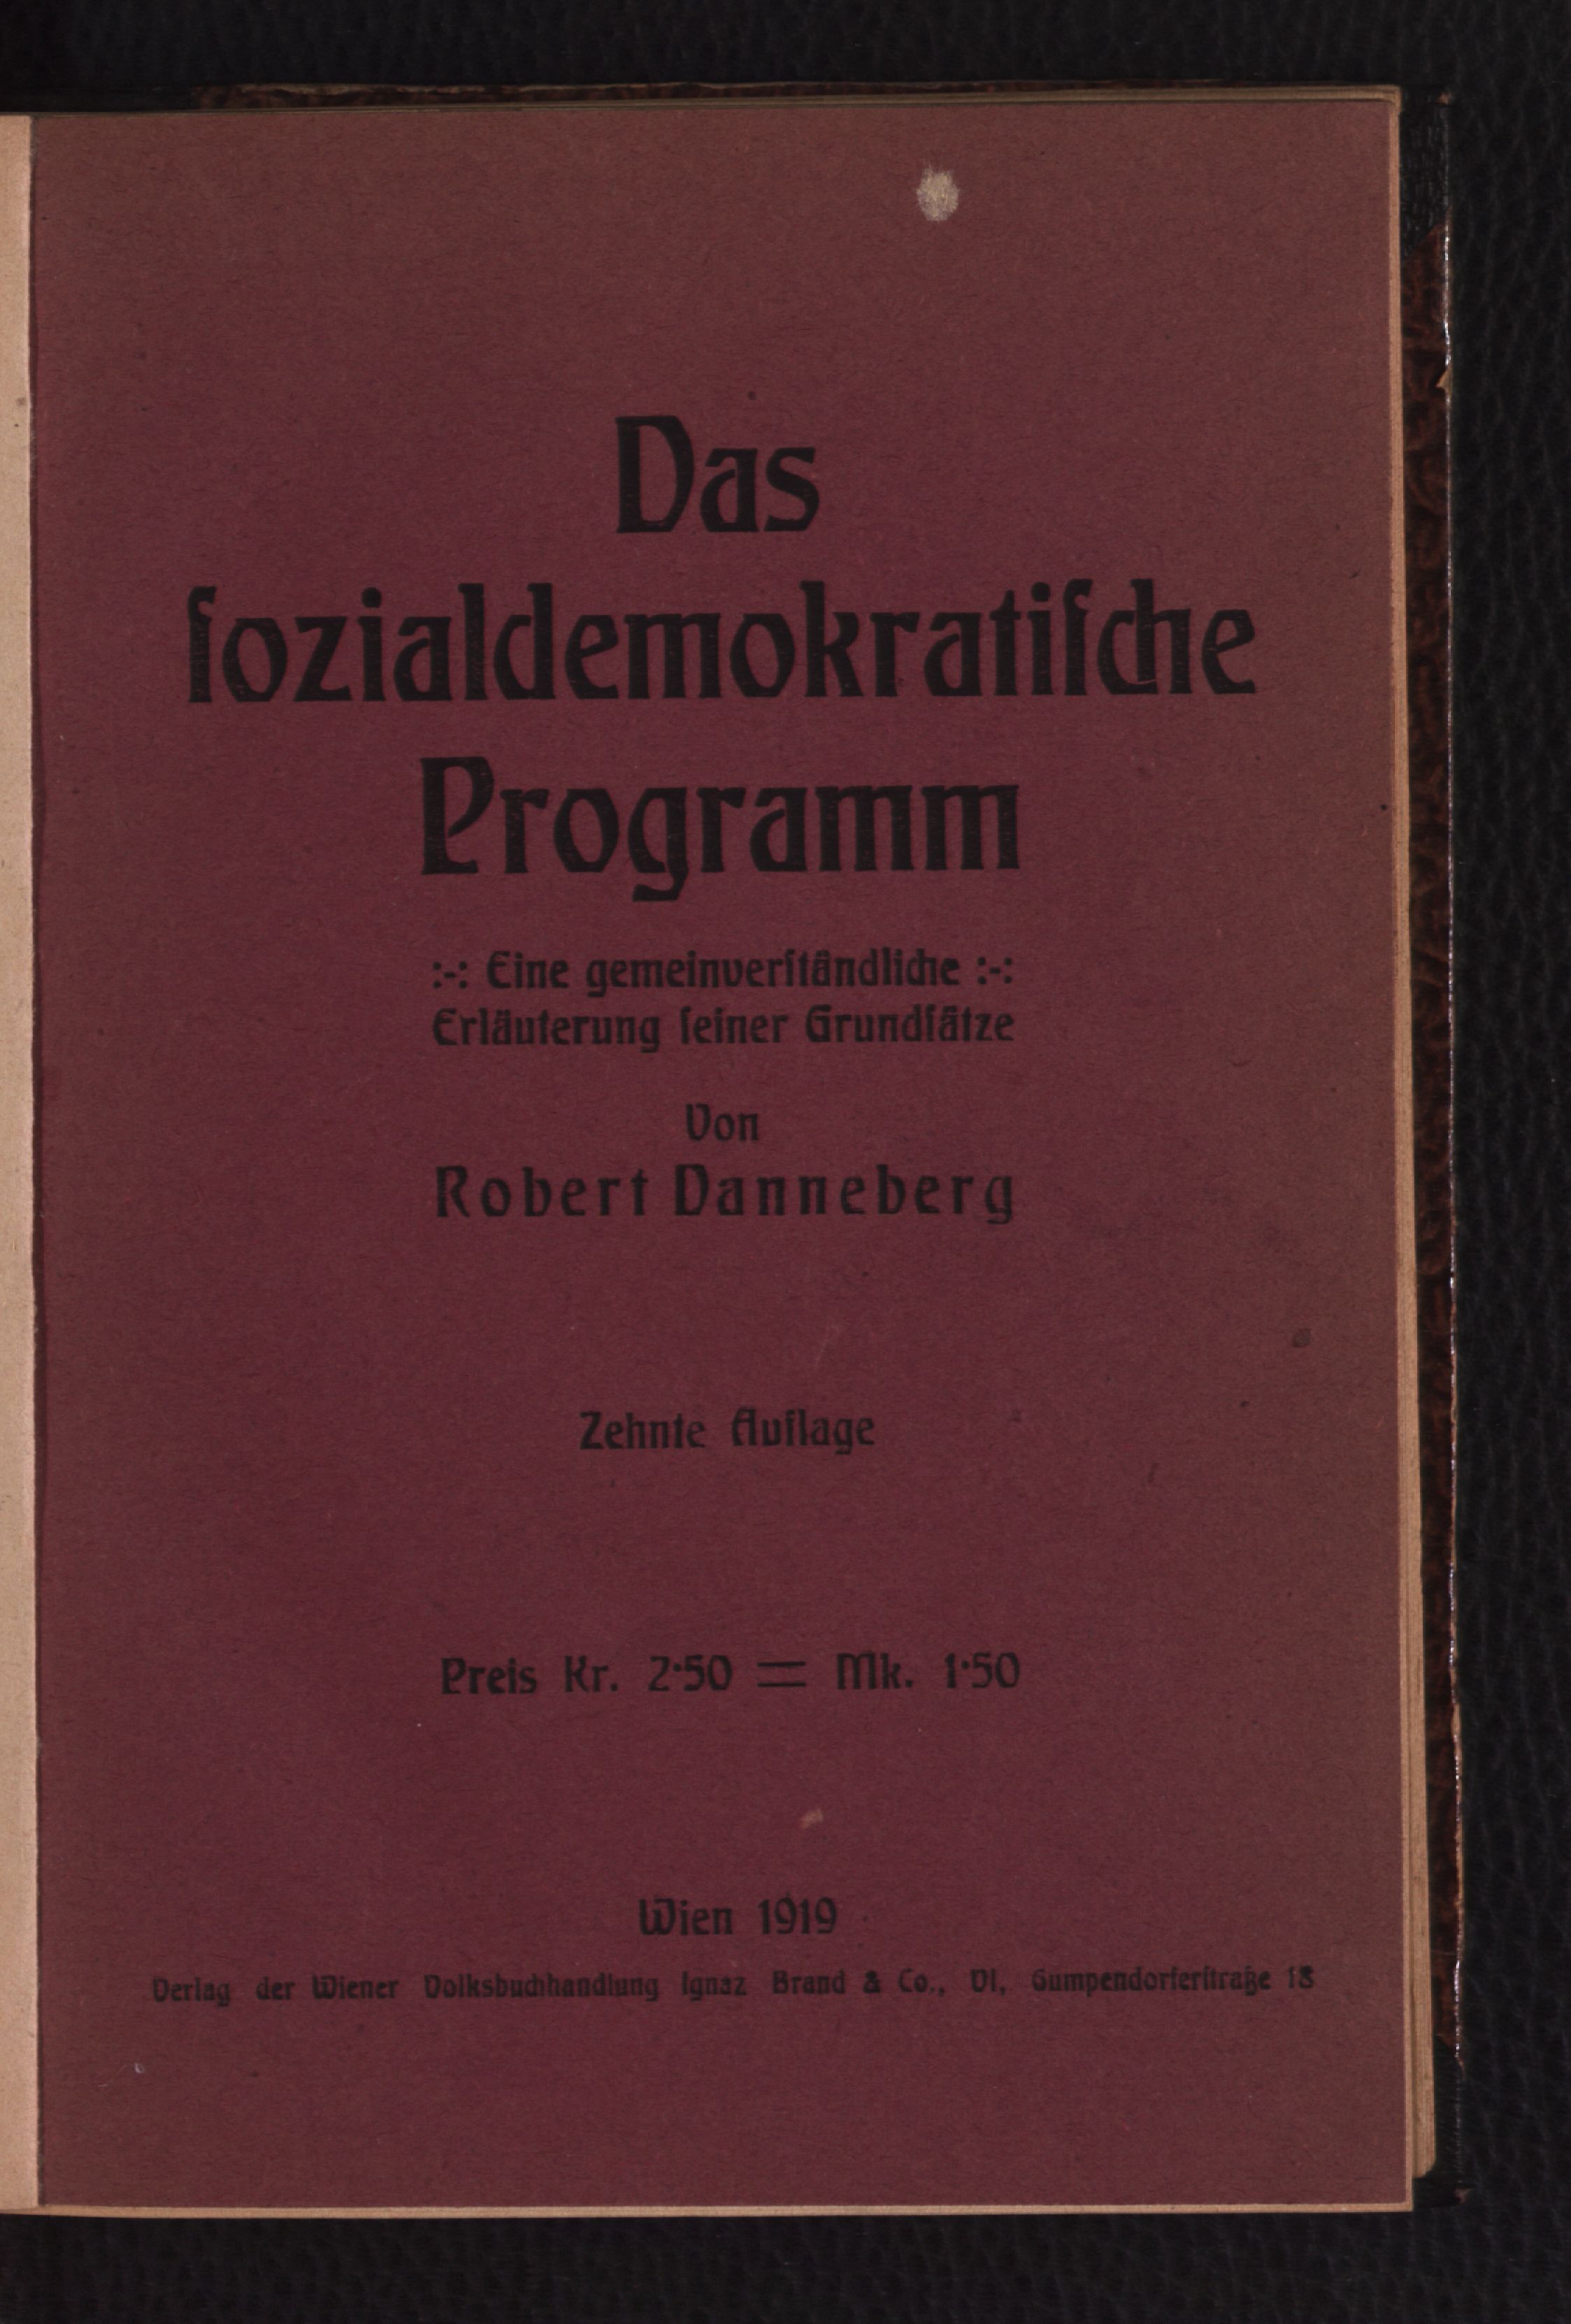 Das
ſozialdemokratiſche
Programm
:-: Eine gemeinverſtändliche :-:
Erläuterung ſeiner Grundſätze
Von
Robert Danneberg
Zehnte Auflage
Preis Kr. 2·50 = Mk. 1·50
Wien 1919
Verlag der Wiener Volksbuchhandlung Ignaz Brand & Co., VI, Gumpendorferſtraße 18